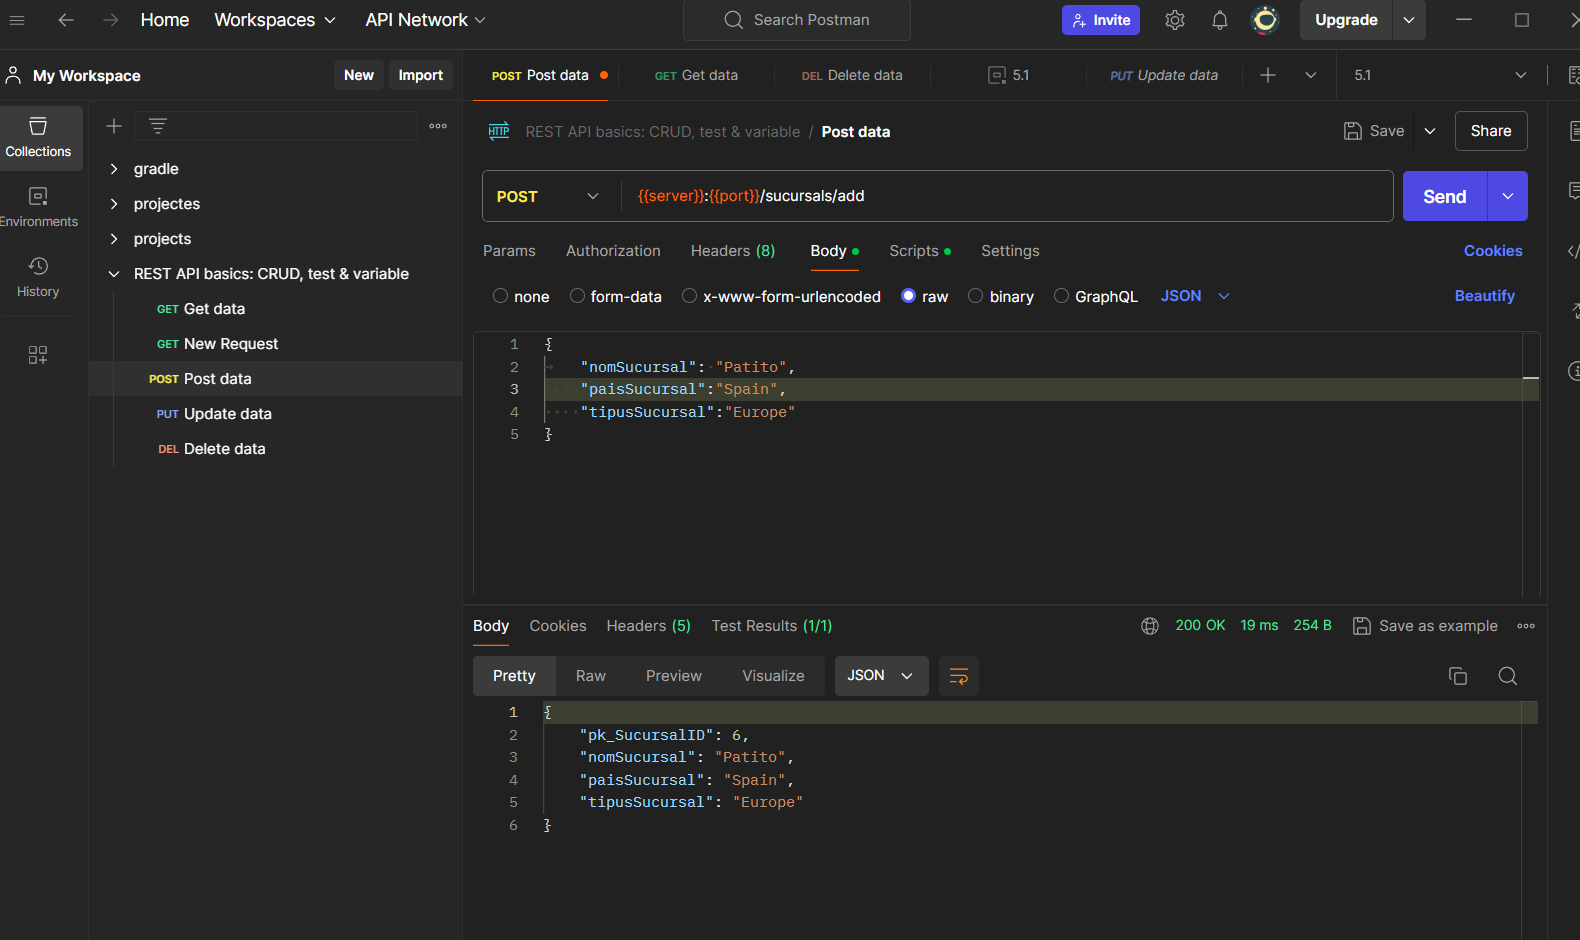 Home Workspaces API Network Search Postman Invite Upgrade
My Workspace New Import
POST Post data GET Get data DEL Delete data 5.1 PUT Update data 5.1
Collections
Environments
History
gradle
projectes
projects
REST API basics: CRUD, test & variable
GET Get data
GET New Request
POST Post data
PUT Update data
DEL Delete data
HTTP REST API basics: CRUD, test & variable / Post data Save Share
POST {{server}}:{{port}}/sucursals/add Send
Params Authorization Headers (8) Body Scripts Settings Cookies
none form-data x-www-form-urlencoded raw binary GraphQL JSON Beautify
1 {
2 "nomSucursal": "Patito",
3 "paisSucursal":"Spain",
4 "tipusSucursal":"Europe"
5 }
Body Cookies Headers (5) Test Results (1/1) 200 OK 19 ms 254 B Save as example
Pretty Raw Preview Visualize JSON
1 {
2 "pk_SucursalID": 6,
3 "nomSucursal": "Patito",
4 "paisSucursal": "Spain",
5 "tipusSucursal": "Europe"
6 }